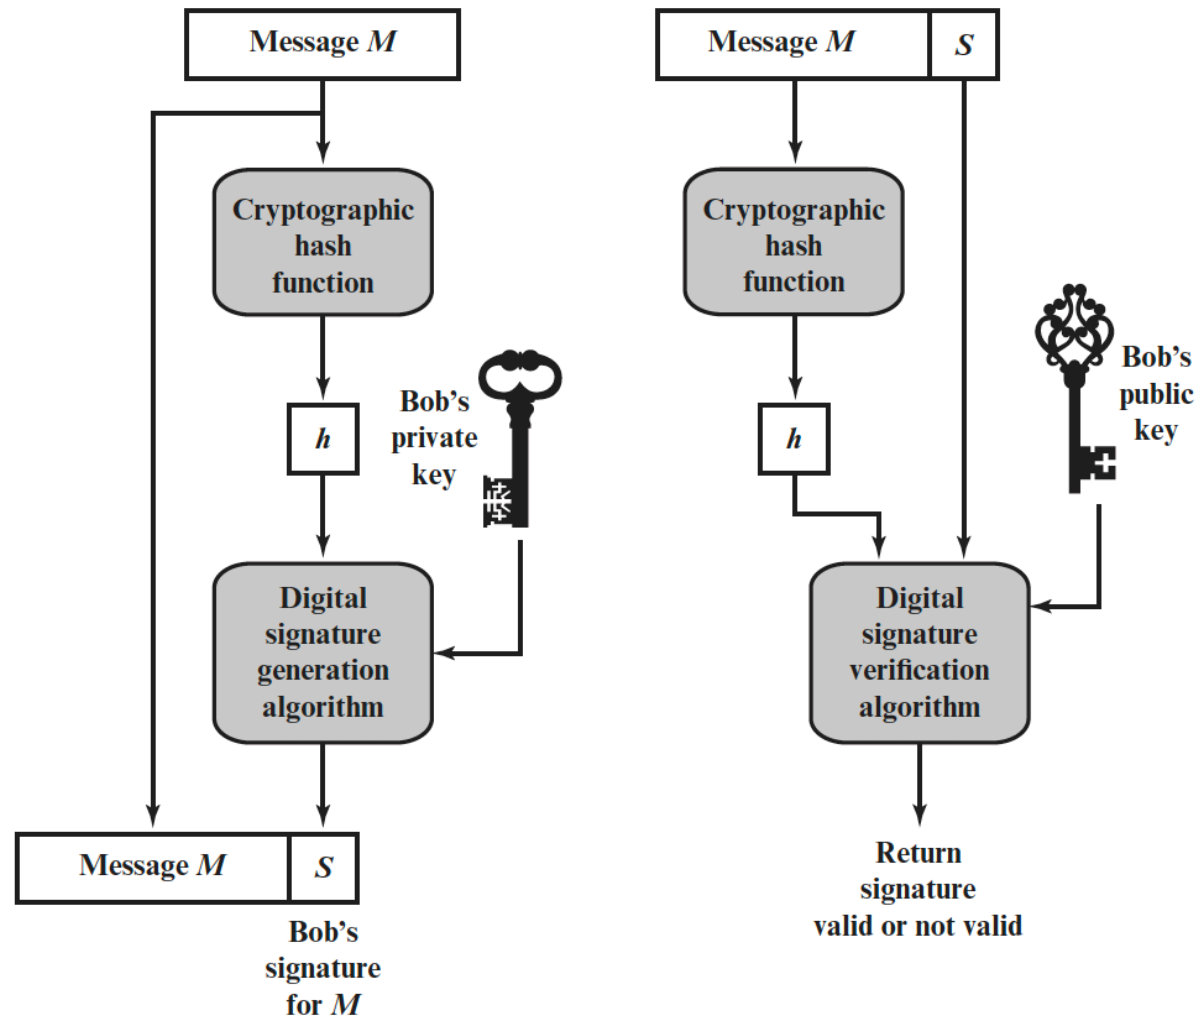 Message M
Cryptographic
hash
function
h
Bob’s
private
key
Digital
signature
generation
algorithm
Message M
S
Bob’s
signature
for M
Message M
S
Cryptographic
hash
function
h
Bob’s
public
key
Digital
signature
verification
algorithm
Return
signature
valid or not valid